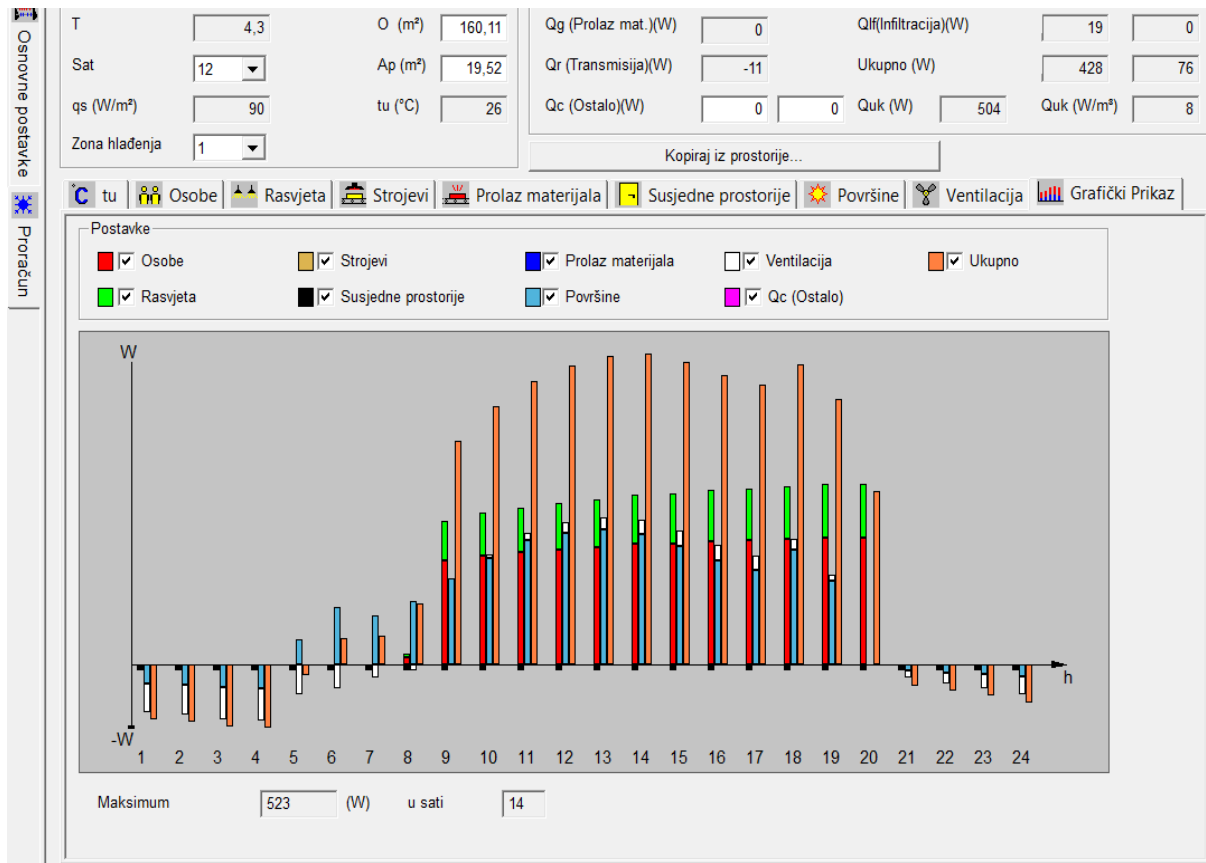 Osnovne postavke
Proračun
T 4,3 O (m²) 160,11 Qg (Prolaz mat.)(W) 0 Qlf(Infiltracija)(W) 19 0
Sat 12 Ap (m²) 19,52 Qr (Transmisija)(W) -11 Ukupno (W) 428 76
qs (W/m²) 90 tu (°C) 26 Qc (Ostalo)(W) 0 0 Quk (W) 504 Quk (W/m³) 8
Zona hlađenja 1 Kopiraj iz prostorije...
°C tu Osobe Rasvjeta Strojevi Prolaz materijala Susjedne prostorije Površine Ventilacija Grafički Prikaz
Postavke
Osobe Strojevi Prolaz materijala Ventilacija Ukupno
Rasvjeta Susjedne prostorije Površine Qc (Ostalo)
W
h
-W
1 2 3 4 5 6 7 8 9 10 11 12 13 14 15 16 17 18 19 20 21 22 23 24
Maksimum 523 (W) u sati 14